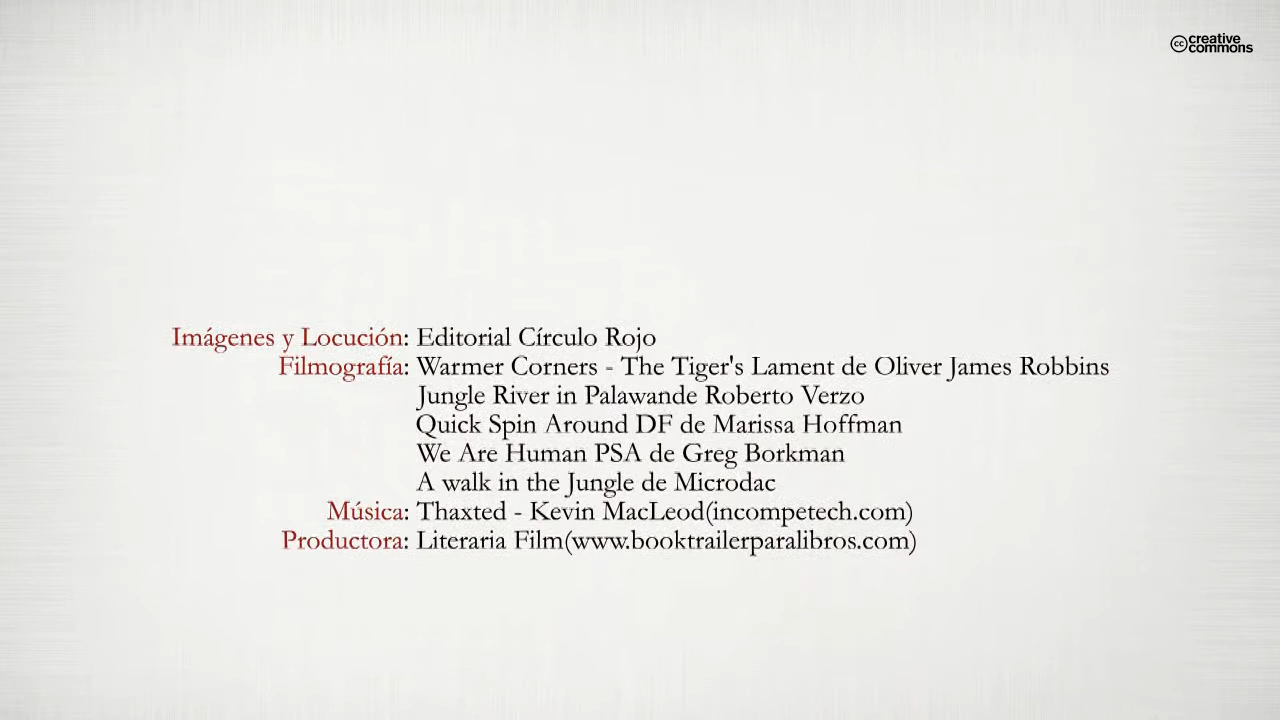 creative
commons
Imágenes y Locución: Editorial Círculo Rojo
Filmografía: Warmer Corners - The Tiger's Lament de Oliver James Robbins
Jungle River in Palawande Roberto Verzo
Quick Spin Around DF de Marissa Hoffman
We Are Human PSA de Greg Borkman
A walk in the Jungle de Microdac
Música: Thaxted - Kevin MacLeod(incompetech.com)
Productora: Literaria Film(www.booktrailerparalibros.com)